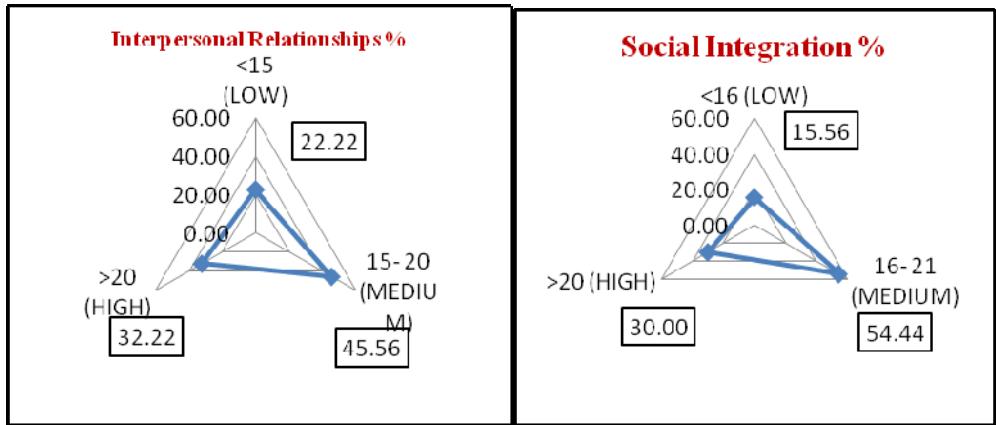 Interpersonal Relationships %
<15
(LOW)
60.00
40.00
20.00
0.00
22.22
15-20
(MEDIU
M)
45.56
>20
(HIGH)
32.22
Social Integration %
<16 (LOW)
60.00
40.00
20.00
0.00
15.56
16-21
(MEDIUM)
54.44
>20 (HIGH)
30.00